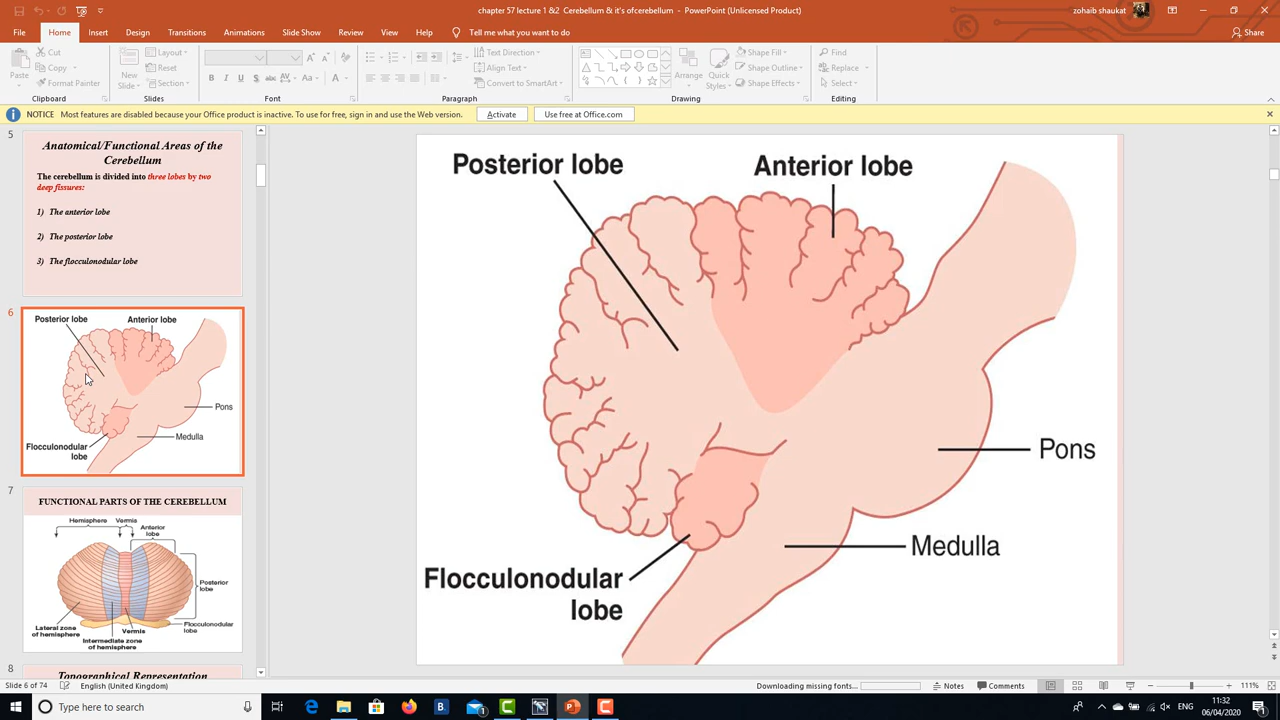 chapter 57 lecture 1 &2 Cerebellum & it's ofcerebellum - PowerPoint (Unlicensed Product)
zohaib shaukat
File Home Insert Design Transitions Animations Slide Show Review View Help Tell me what you want to do
Share
Paste
Cut
Copy
Format Painter
Clipboard
New
Slide
Layout
Reset
Section
Slides
B I U S abc AV Aa A
Font
Text Direction
Align Text
Convert to SmartArt
Paragraph
Arrange
Quick
Styles
Shape Fill
Shape Outline
Shape Effects
Drawing
Find
Replace
Select
Editing
NOTICE Most features are disabled because your Office product is inactive. To use for free, sign in and use the Web version.
Activate
Use free at Office.com
5
Anatomical/Functional Areas of the
Cerebellum
The cerebellum is divided into three lobes by two
deep fissures:
1) The anterior lobe
2) The posterior lobe
3) The flocculonodular lobe
6
Posterior lobe
Anterior lobe
Pons
Medulla
Flocculonodular
lobe
7
FUNCTIONAL PARTS OF THE CEREBELLUM
Hemisphere Vermis
Anterior
lobe
Posterior
lobe
Flocculonodular
lobe
Lateral zone
of hemisphere
Vermis
Intermediate zone
of hemisphere
8
Topographical Representation
Posterior lobe
Anterior lobe
Pons
Medulla
Flocculonodular
lobe
Slide 6 of 74
English (United Kingdom)
Downloading missing fonts...
Notes
Comments
111%
Type here to search
B
1
P
C
ENG
11:32
06/04/2020